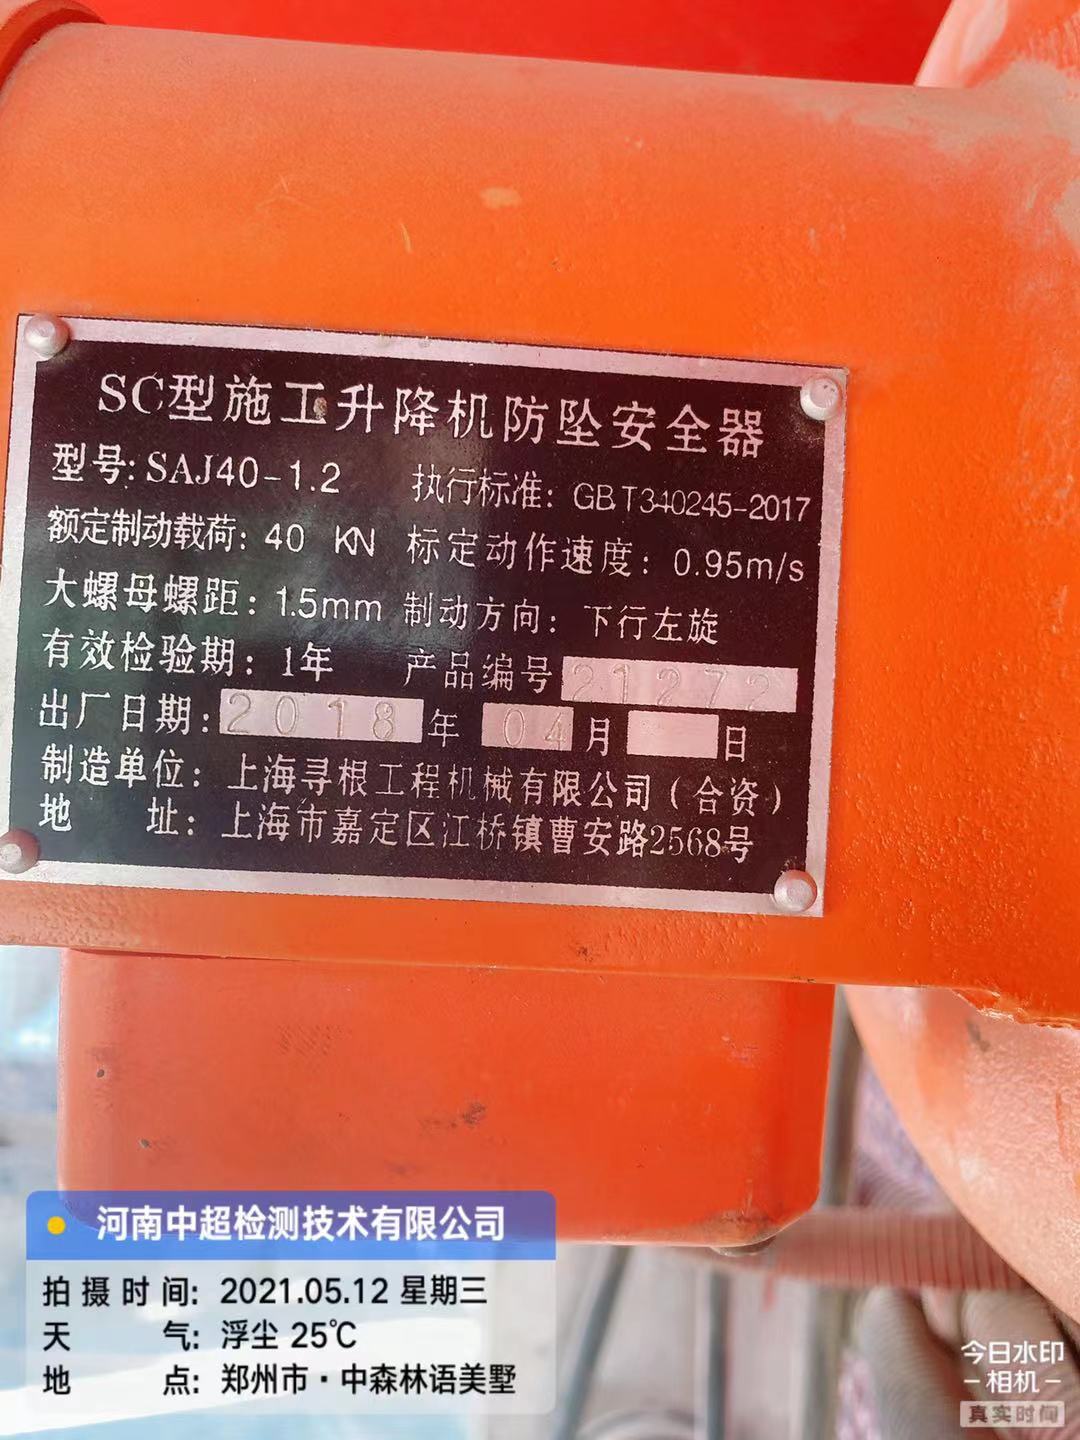 SC型施工升降机防坠安全器
型号:SAJ40-1.2 执行标准: GB.T340245-2017
额定制动载荷: 40 KN 标定动作速度: 0.95m/s
大螺母螺距: 1.5mm 制动方向: 下行左旋
有效检验期: 1年 产品编号 21272
出厂日期: 2018 年 04 月 日
制造单位: 上海寻根工程机械有限公司(合资)
地 址: 上海市嘉定区江桥镇曹安路2568号
河南中超检测技术有限公司
拍摄时间: 2021.05.12 星期三
天 气: 浮尘 25℃
地 点: 郑州市·中森林语美墅
今日水印
-相机-
真实时间